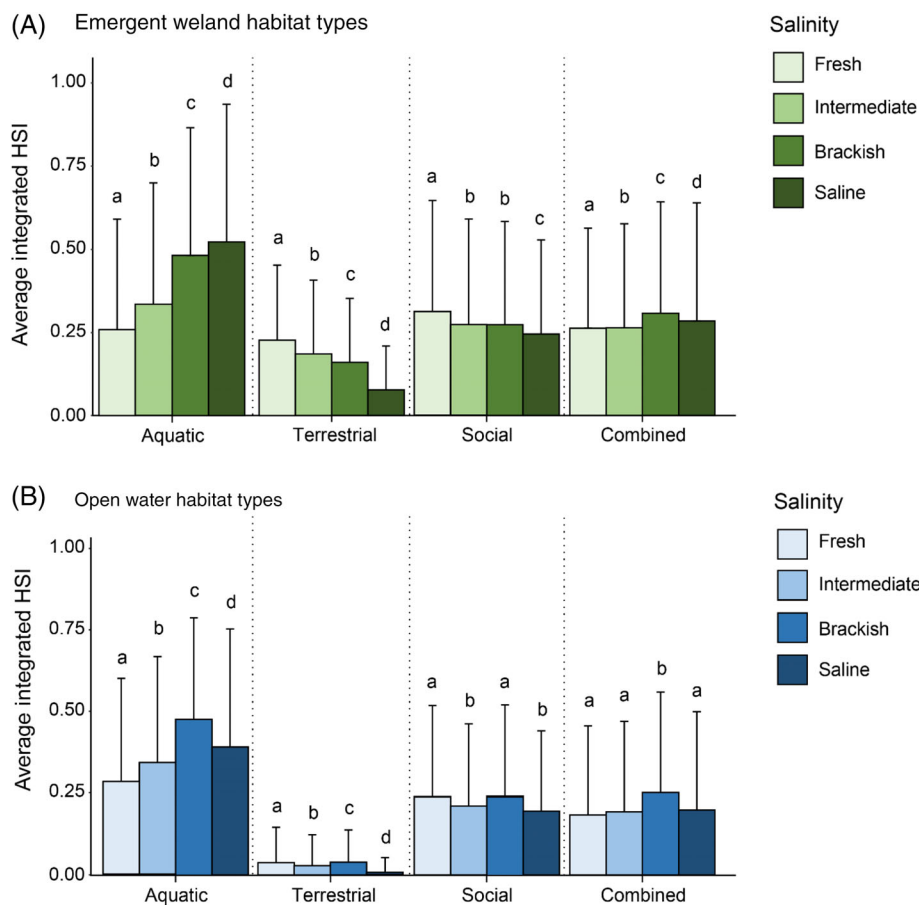 (A) Emergent weland habitat types
Salinity
Fresh
Intermediate
Brackish
Saline
Average integrated HSI
1.00
0.75
0.50
0.25
0.00
a b c d
a b c d
a b b c
a b c d
Aquatic Terrestrial Social Combined
(B) Open water habitat types
Salinity
Fresh
Intermediate
Brackish
Saline
Average integrated HSI
1.00
0.75
0.50
0.25
0.00
a b c d
a b c d
a b a b
a a b a
Aquatic Terrestrial Social Combined